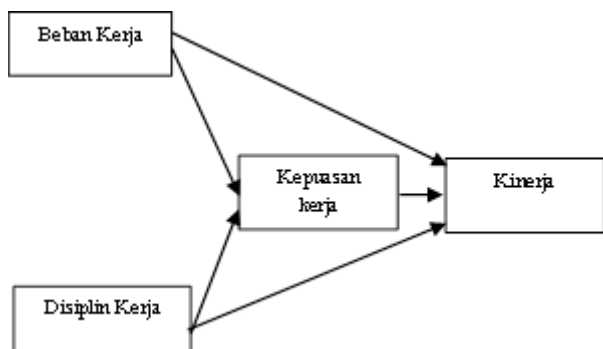 Beban Kerja
Kepuasan
kerja
Kinerja
Disiplin Kerja